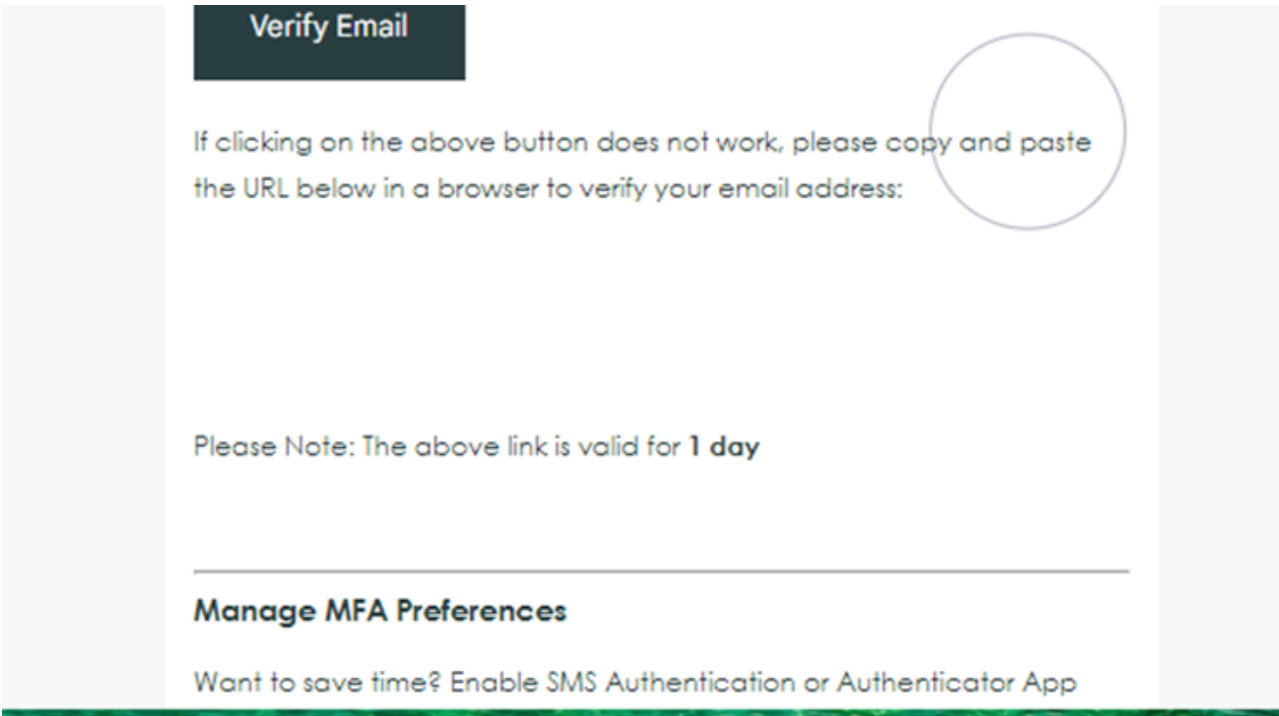 Verify Email
If clicking on the above button does not work, please copy and paste
the URL below in a browser to verify your email address:
Please Note: The above link is valid for 1 day
Manage MFA Preferences
Want to save time? Enable SMS Authentication or Authenticator App